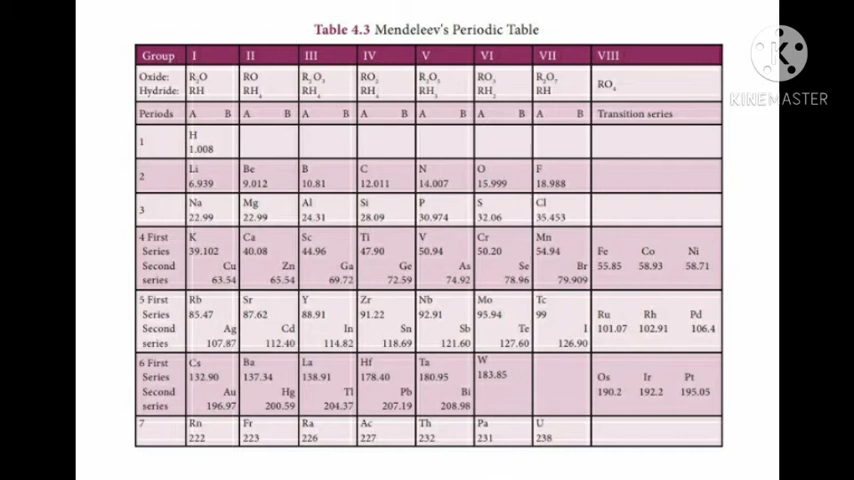 Table 4.3 Mendeleev's Periodic Table
KINEMASTER
Group I II III IV V VI VII VIII
Oxide: R2O RO R2O3 RO2 R2O5 RO3 R2O7 RO4
Hydride: RH RH4 RH4 RH4 RH3 RH2 RH
Periods A B A B A B A B A B A B A B Transition series
1 H
1.008
2 Li Be B C N O F
6.939 9.012 10.81 12.011 14.007 15.999 18.988
3 Na Mg Al Si P S Cl
22.99 22.99 24.31 28.09 30.974 32.06 35.453
4 First K Ca Sc Ti V Cr Mn
Series 39.102 40.08 44.96 47.90 50.94 50.20 54.94 Fe Co Ni
Second Cu Zn Ga Ge As Se Br 55.85 58.93 58.71
series 63.54 65.54 69.72 72.59 74.92 78.96 79.909
5 First Rb Sr Y Zr Nb Mo Tc
Series 85.47 87.62 88.91 91.22 92.91 95.94 99 Ru Rh Pd
Second Ag Cd In Sn Sb Te I 101.07 102.91 106.4
series 107.87 112.40 114.82 118.69 121.60 127.60 126.90
6 First Cs Ba La Hf Ta W
Series 132.90 137.34 138.91 178.40 180.95 183.85 Os Ir Pt
Second Au Hg Tl Pb Bi 190.2 192.2 195.05
series 196.97 200.59 204.37 207.19 208.98
7 Rn Fr Ra Ac Th Pa U
222 223 226 227 232 231 238